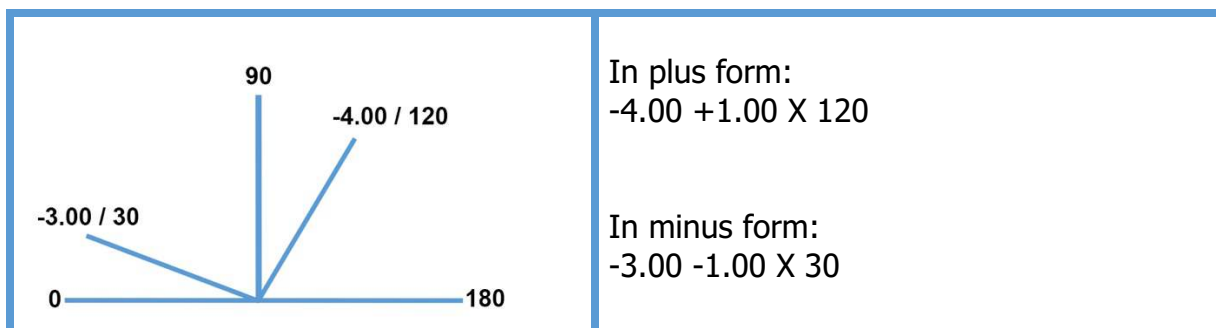 90
-4.00 / 120
-3.00 / 30
0
180
In plus form:
-4.00 +1.00 X 120
In minus form:
-3.00 -1.00 X 30